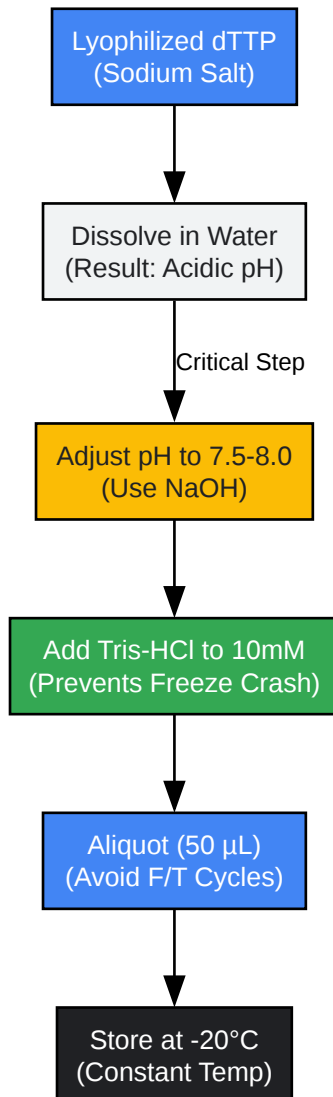 Lyophilized dTTP
(Sodium Salt)
Dissolve in Water
(Result: Acidic pH)
Critical Step
Adjust pH to 7.5-8.0
(Use NaOH)
Add Tris-HCl to 10mM
(Prevents Freeze Crash)
Aliquot (50 µL)
(Avoid F/T Cycles)
Store at -20°C
(Constant Temp)